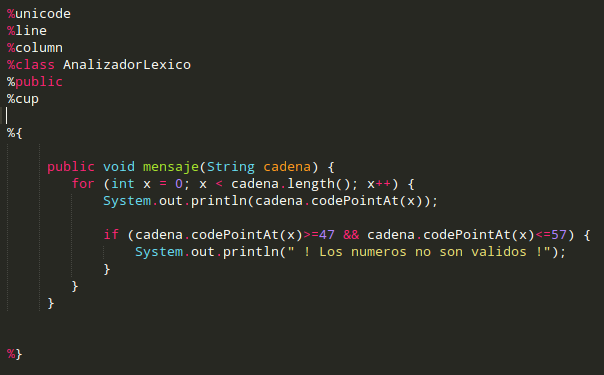 %unicode
%line
%column
%class AnalizadorLexico
%public
%cup
%{
public void mensaje(String cadena) {
for (int x = 0; x < cadena.length(); x++) {
System.out.println(cadena.codePointAt(x));
if (cadena.codePointAt(x)>=47 && cadena.codePointAt(x)<=57) {
System.out.println(" ! Los numeros no son validos !");
}
}
}
%}